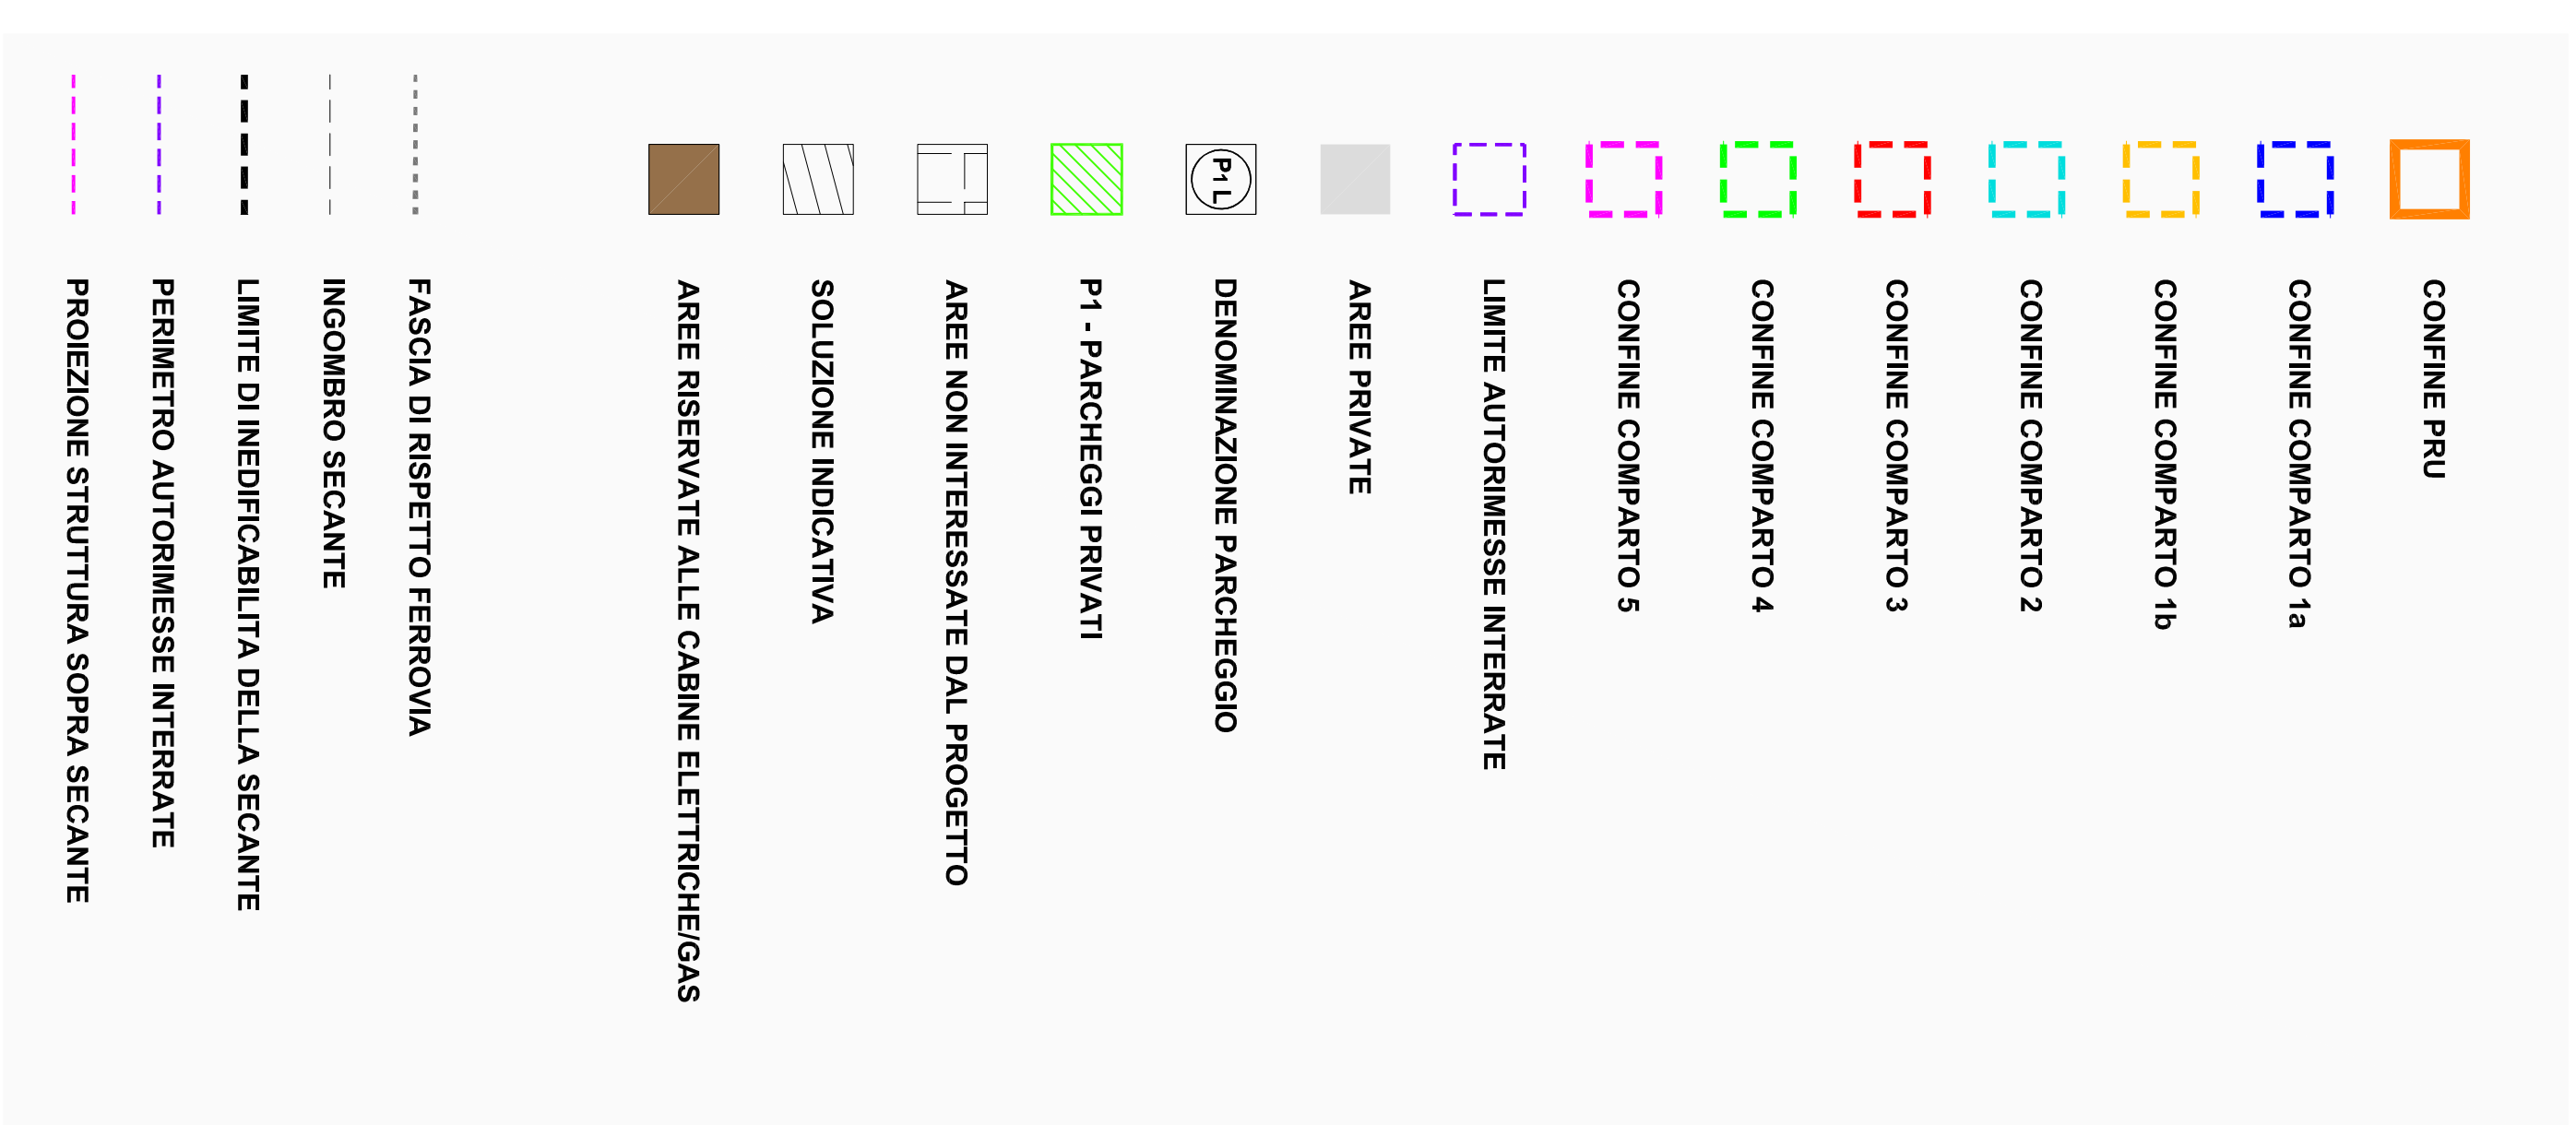 CONFINE PRU
CONFINE COMPARTO 1a
CONFINE COMPARTO 1b
CONFINE COMPARTO 2
CONFINE COMPARTO 3
CONFINE COMPARTO 4
CONFINE COMPARTO 5
LIMITE AUTORIMESSE INTERRATE
AREE PRIVATE
P1 L
DENOMINAZIONE PARCHEGGIO
P1 - PARCHEGGI PRIVATI
AREE NON INTERESSATE DAL PROGETTO
SOLUZIONE INDICATIVA
AREE RISERVATE ALLE CABINE ELETTRICHE/GAS
FASCIA DI RISPETTO FERROVIA
INGOMBRO SECANTE
LIMITE DI INEDIFICABILITA DELLA SECANTE
PERIMETRO AUTORIMESSE INTERRATE
PROIEZIONE STRUTTURA SOPRA SECANTE